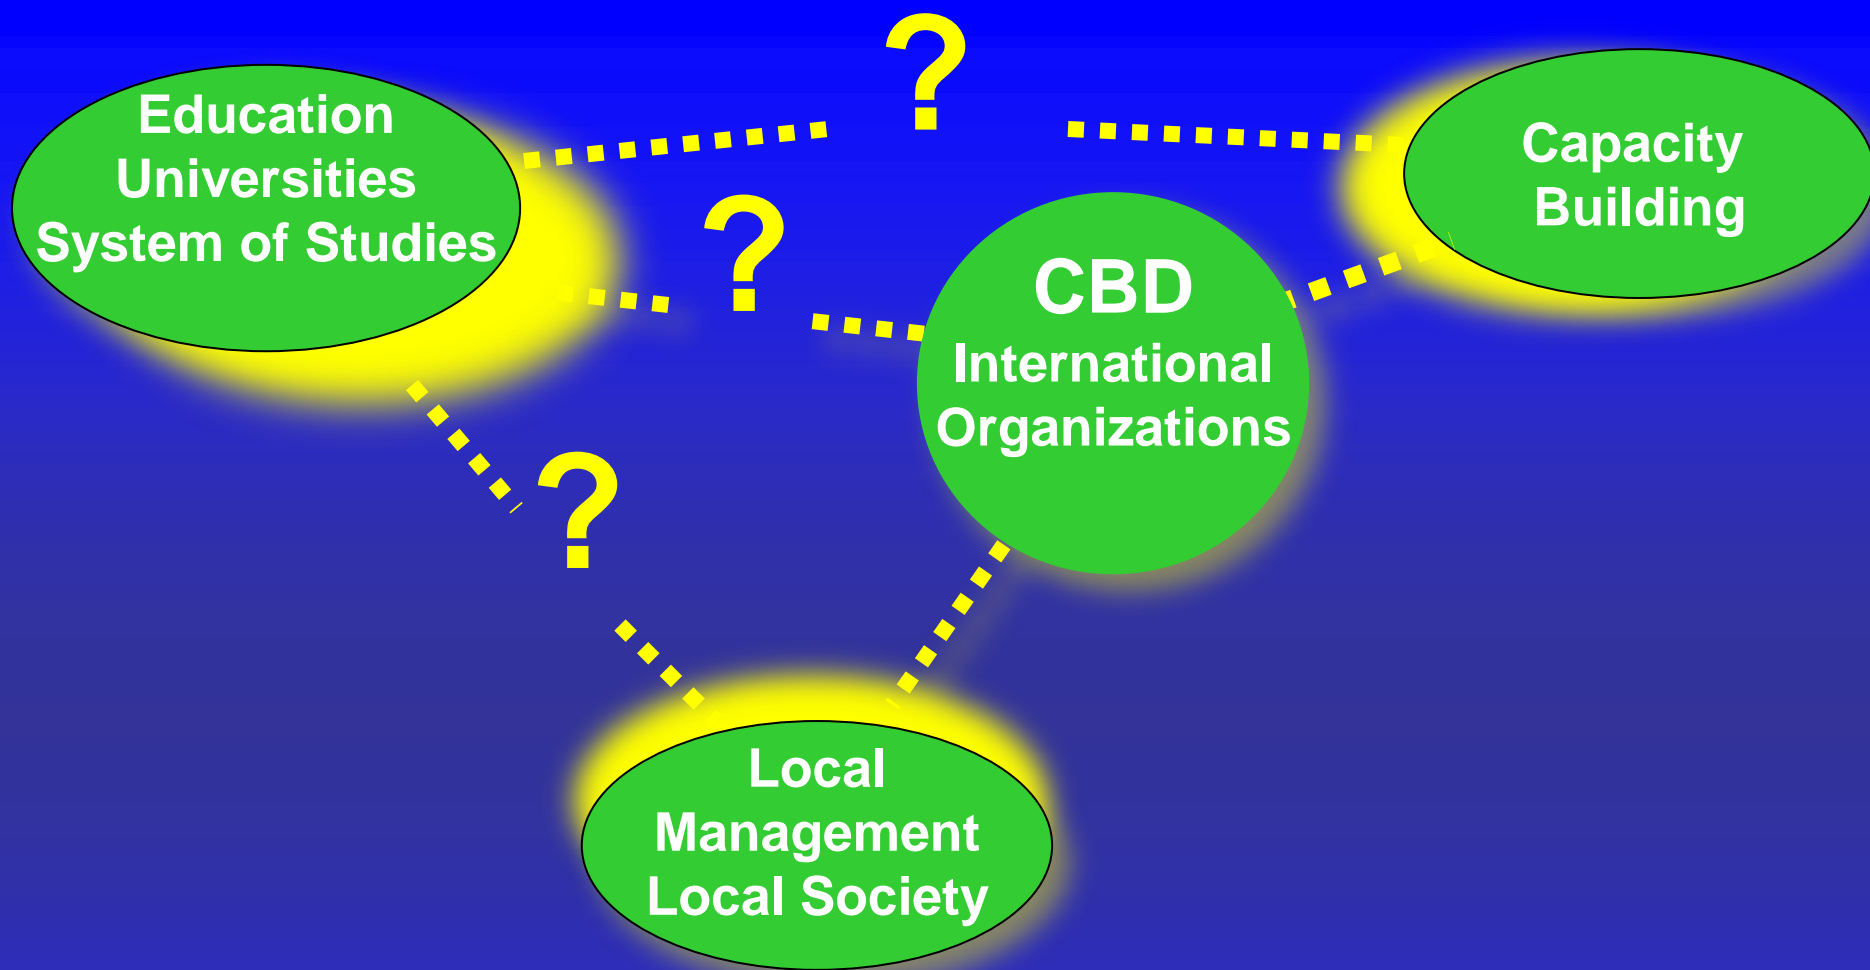 ?
Education
Universities
System of Studies
Capacity
Building
?
CBD
International
Organizations
?
Local
Management
Local Society